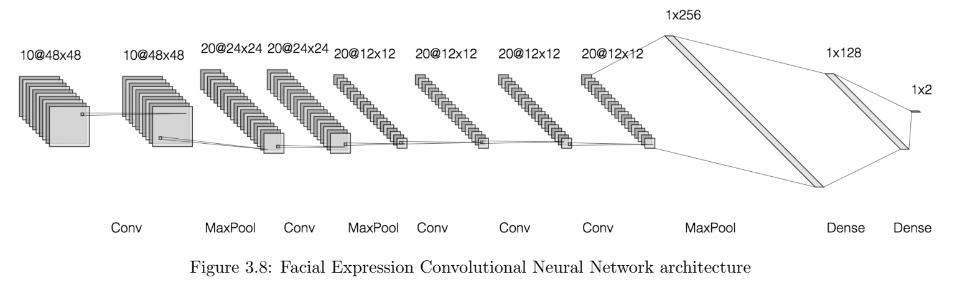 1x256
10@48x48 10@48x48 20@24x24 20@24x24 20@12x12 20@12x12 20@12x12 20@12x12 1x128
1x2
Conv MaxPool Conv MaxPool Conv Conv Conv MaxPool Dense Dense
Figure 3.8: Facial Expression Convolutional Neural Network architecture